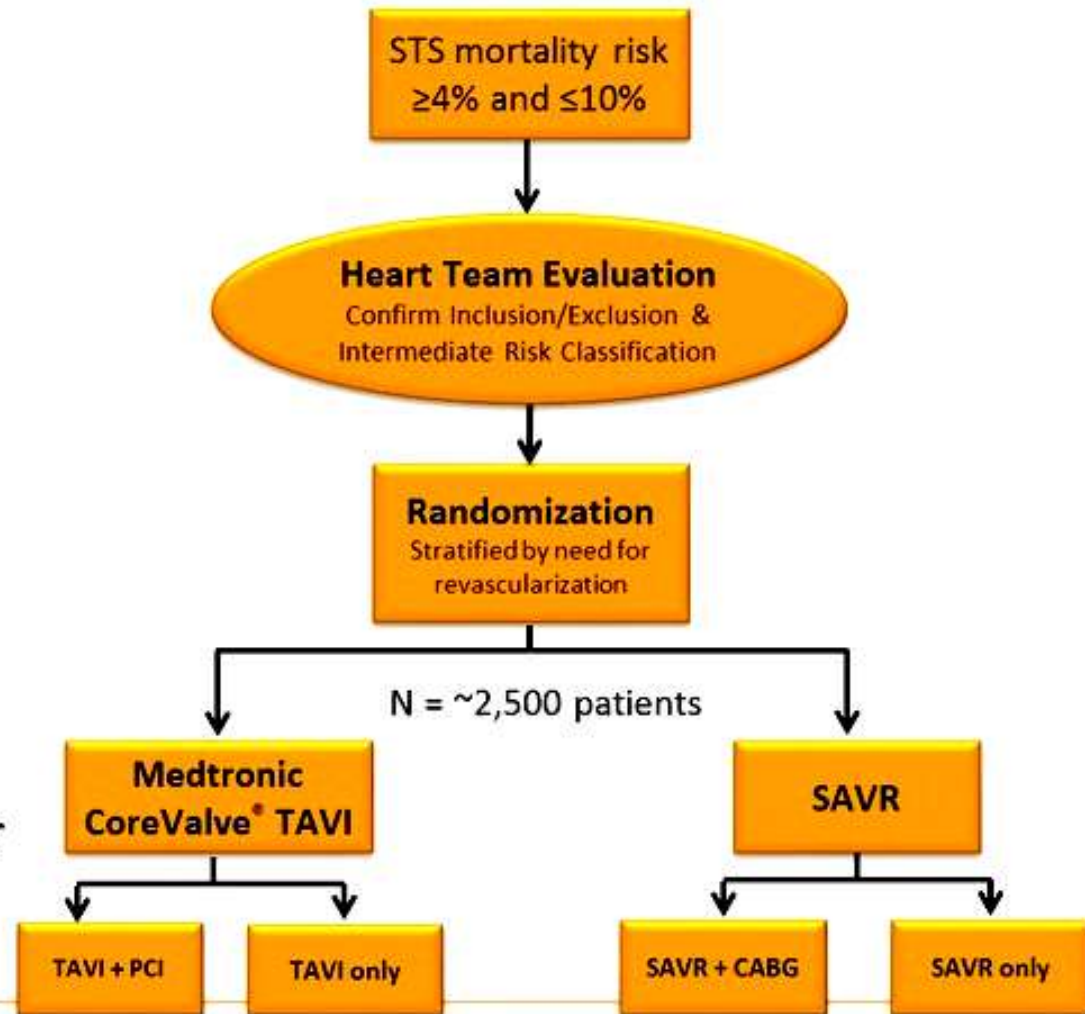 STS mortality risk
≥4% and ≤10%
Heart Team Evaluation
Confirm Inclusion/Exclusion &
Intermediate Risk Classification
Randomization
Stratified by need for
revascularization
N = ~2,500 patients
Medtronic
CoreValve® TAVI
SAVR
TAVI + PCI
TAVI only
SAVR + CABG
SAVR only